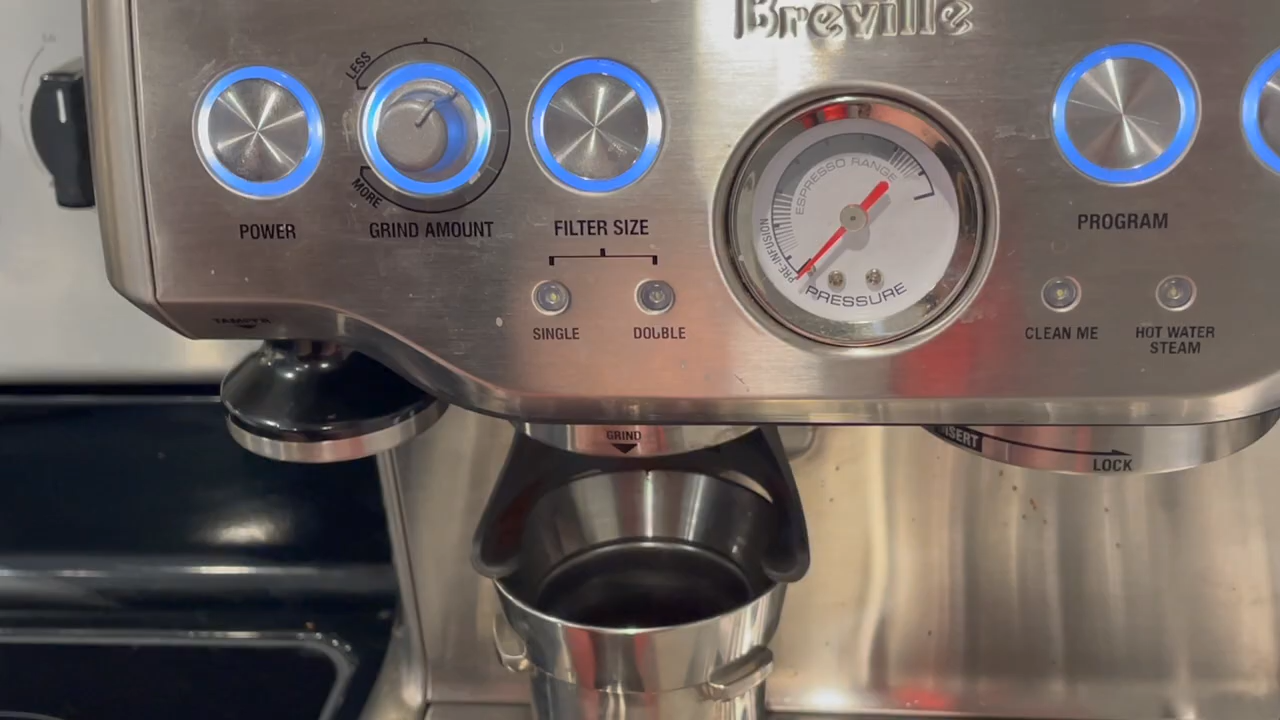 Breville
LESS
MORE
POWER
GRIND AMOUNT
FILTER SIZE
SINGLE
DOUBLE
ESPRESSO RANGE
PRE-INFUSION
PRESSURE
PROGRAM
CLEAN ME
HOT WATER
STEAM
TAMPER
GRIND
INSERT
LOCK